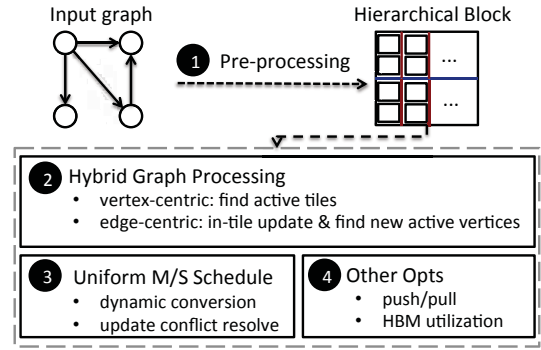 Input graph
Hierarchical Block
1 Pre-processing
...
...
2 Hybrid Graph Processing
• vertex-centric: find active tiles
• edge-centric: in-tile update & find new active vertices
3 Uniform M/S Schedule
• dynamic conversion
• update conflict resolve
4 Other Opts
• push/pull
• HBM utilization